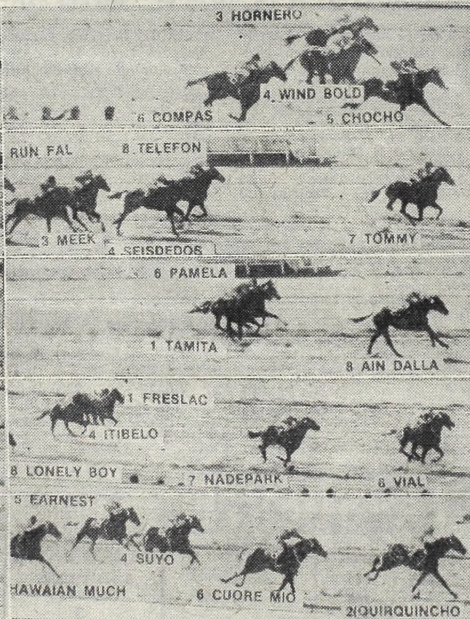 3 HORNERO
4 WIND BOLD
6 COMPAS
5 CHOCHO
RUN FAL
8 TELEFON
3 MEEK
4 SEISDEDOS
7 TOMMY
6 PAMELA
1 TAMITA
8 AIN DALLA
1 FRESLAC
4 ITIBELO
8 LONELY BOY
7 NADEPARK
6 VIAL
5 EARNEST
4 SUYO
HAWAIAN MUCH
6 CUORE MIO
2 QUIRQUINCHO